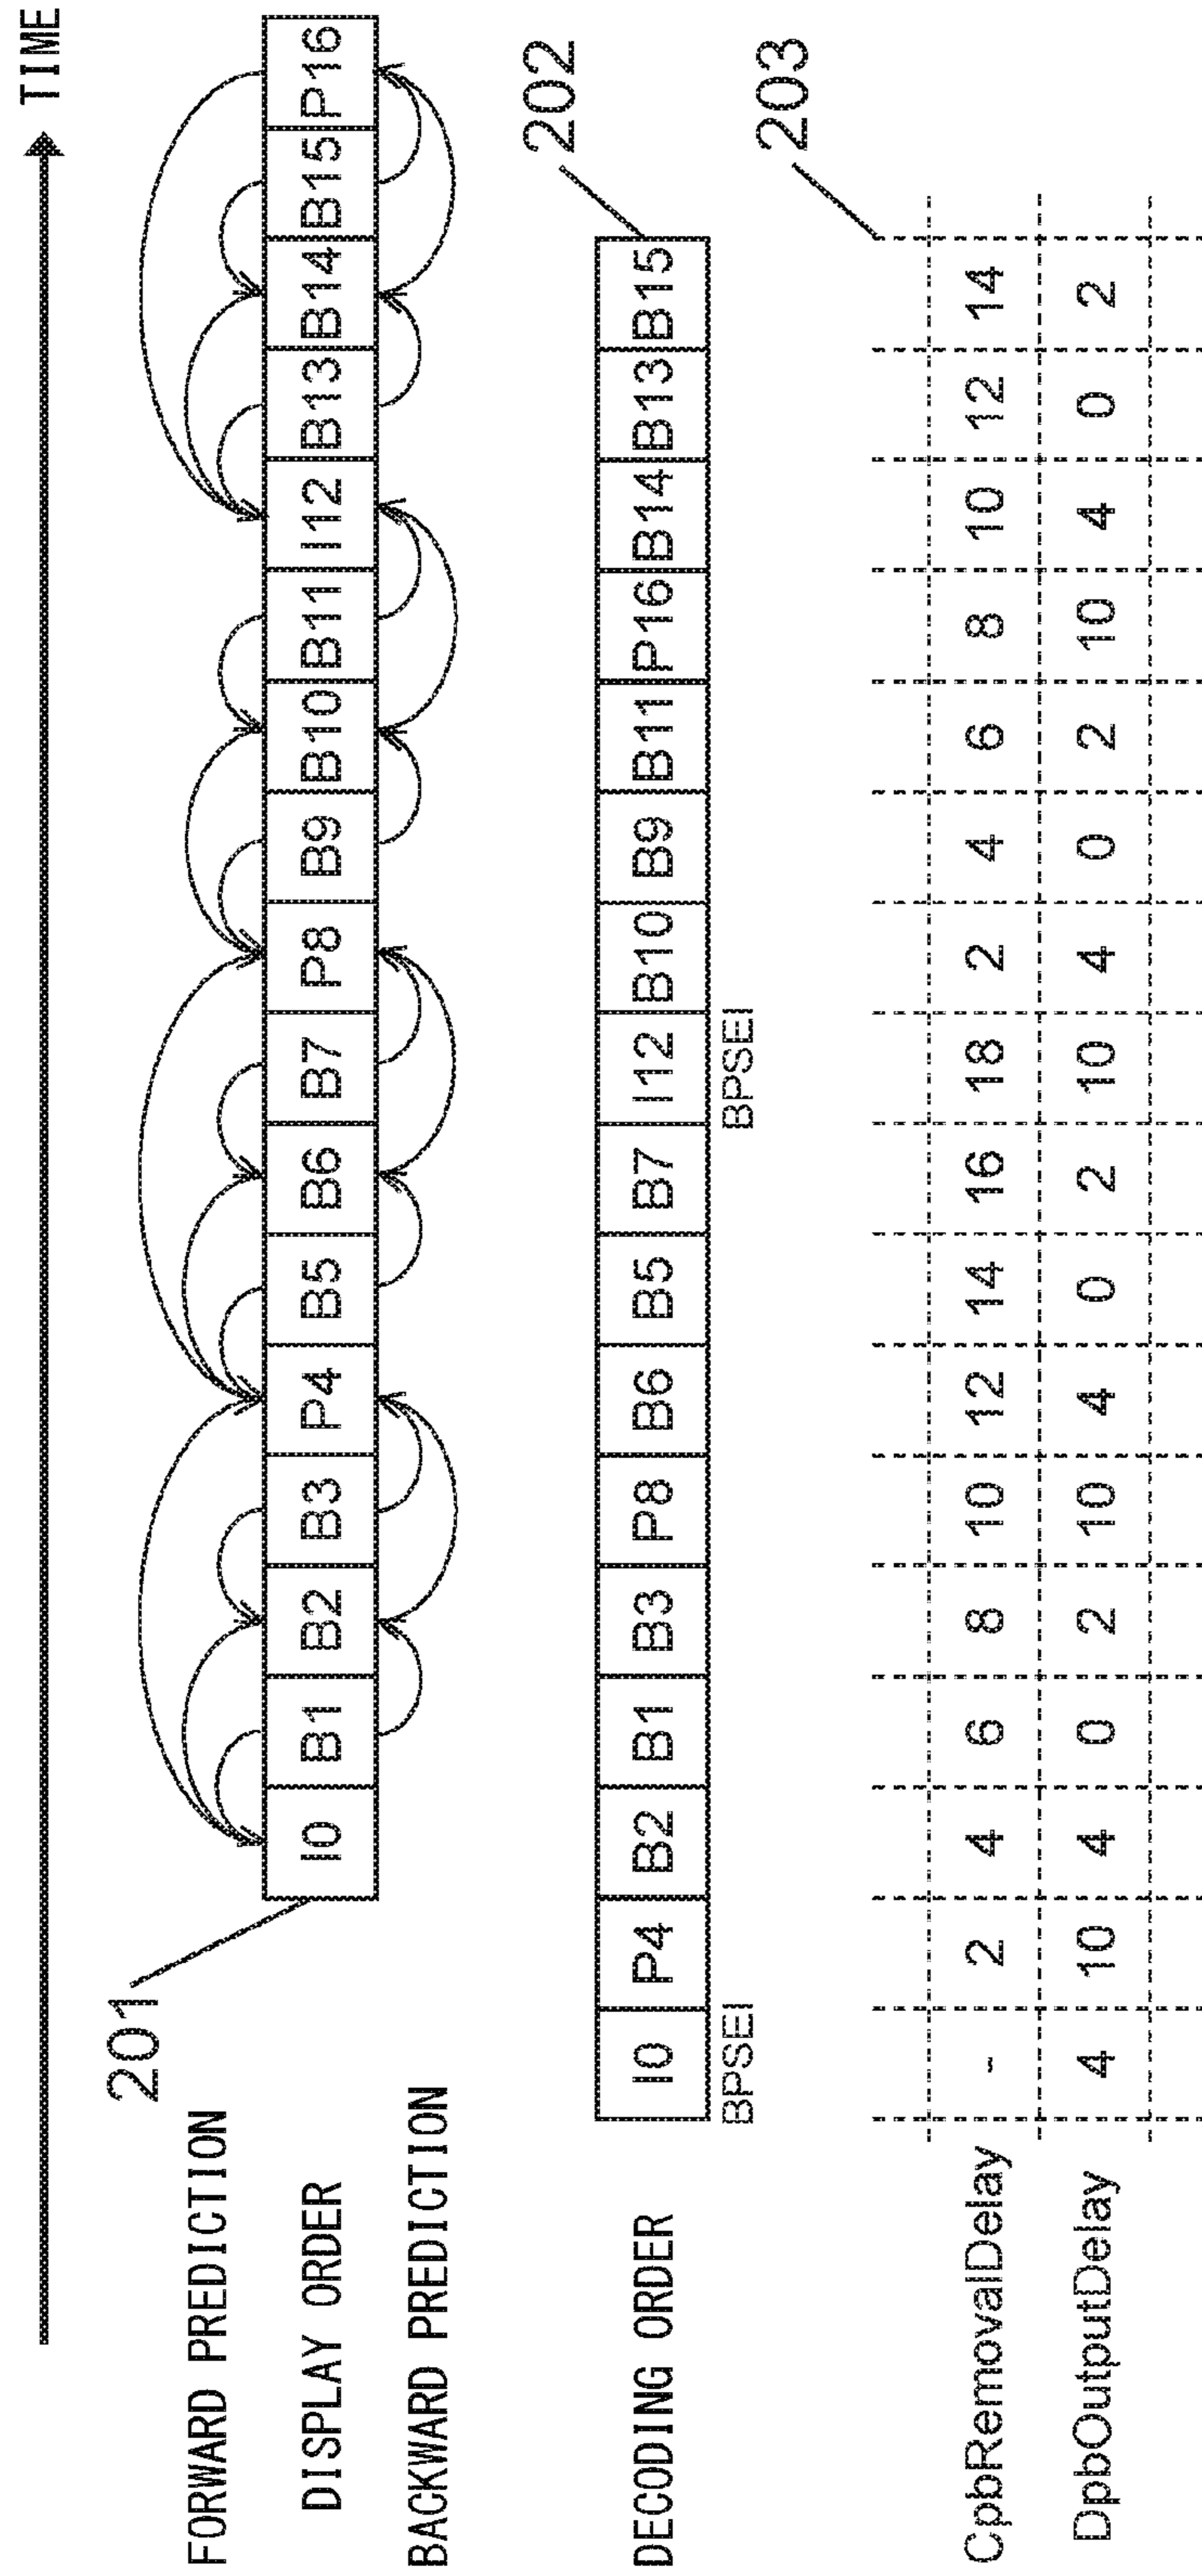 TIME
201
FORWARD PREDICTION
DISPLAY ORDER I0 B1 B2 B3 P4 B5 B6 B7 P8 B9 B10 B11 I12 B13 B14 B15 P16
BACKWARD PREDICTION
202
DECODING ORDER I0 P4 B2 B1 B3 P8 B6 B5 B7 I12 B10 B9 B11 P16 B14 B13 B15
BPSEI BPSEI
203
CpbRemovalDelay - 2 4 6 8 10 12 14 16 18 2 4 6 8 10 12 14
DpbOutputDelay 4 10 4 0 2 10 4 0 2 10 4 0 2 10 4 0 2